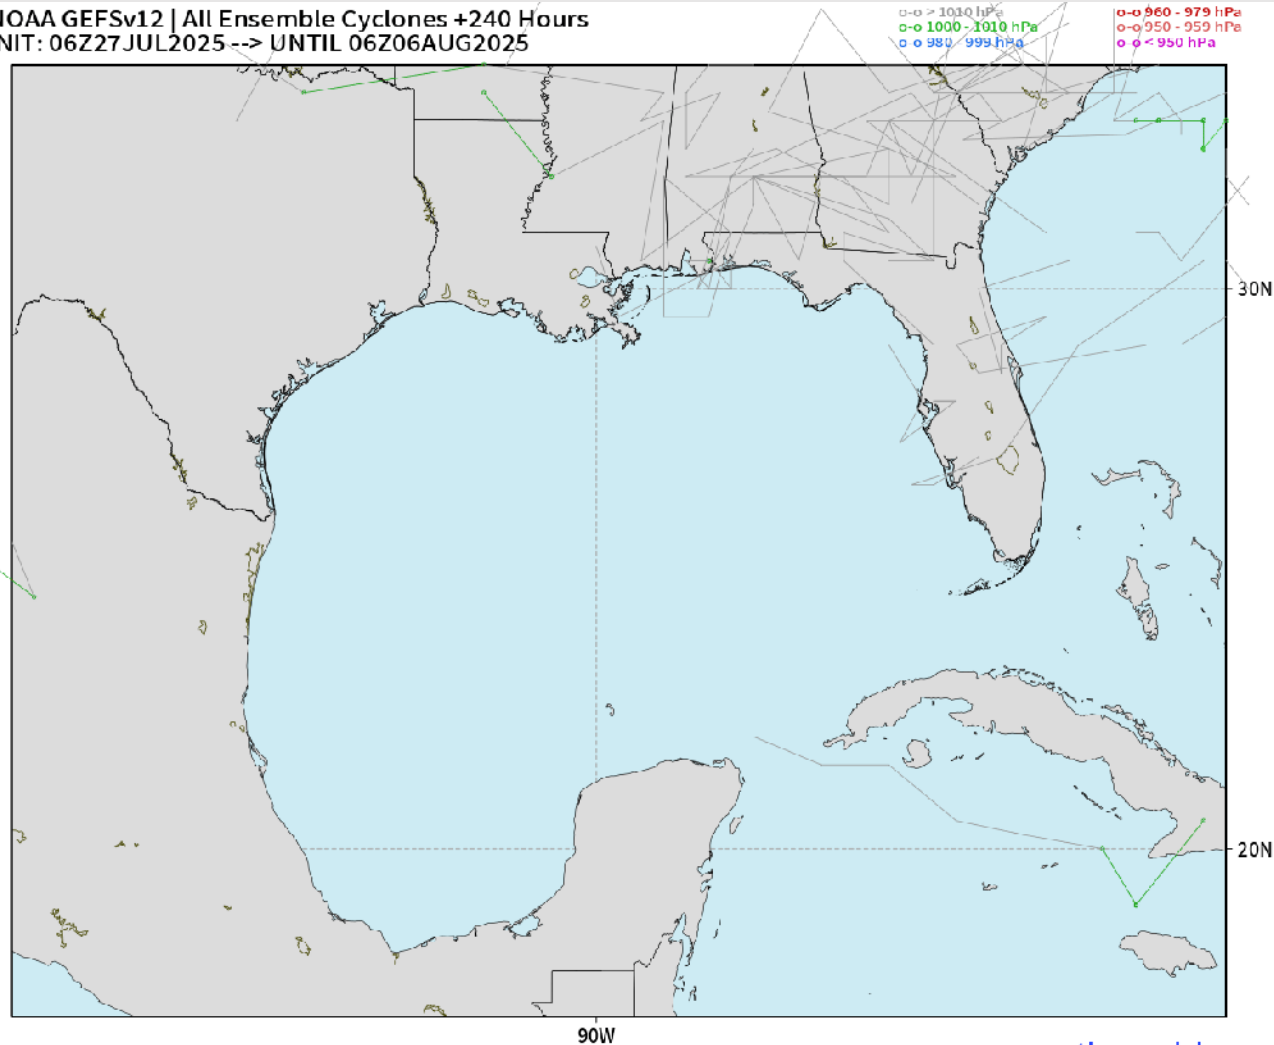 NOAA GEFSv12 | All Ensemble Cyclones +240 Hours
INIT: 06Z27JUL2025 --> UNTIL 06Z06AUG2025
o-o > 1010 hPa
o-o 1000 - 1010 hPa
o-o 980 - 999 hPa
o-o 960 - 979 hPa
o-o 950 - 959 hPa
o-o < 950 hPa
30N
20N
90W